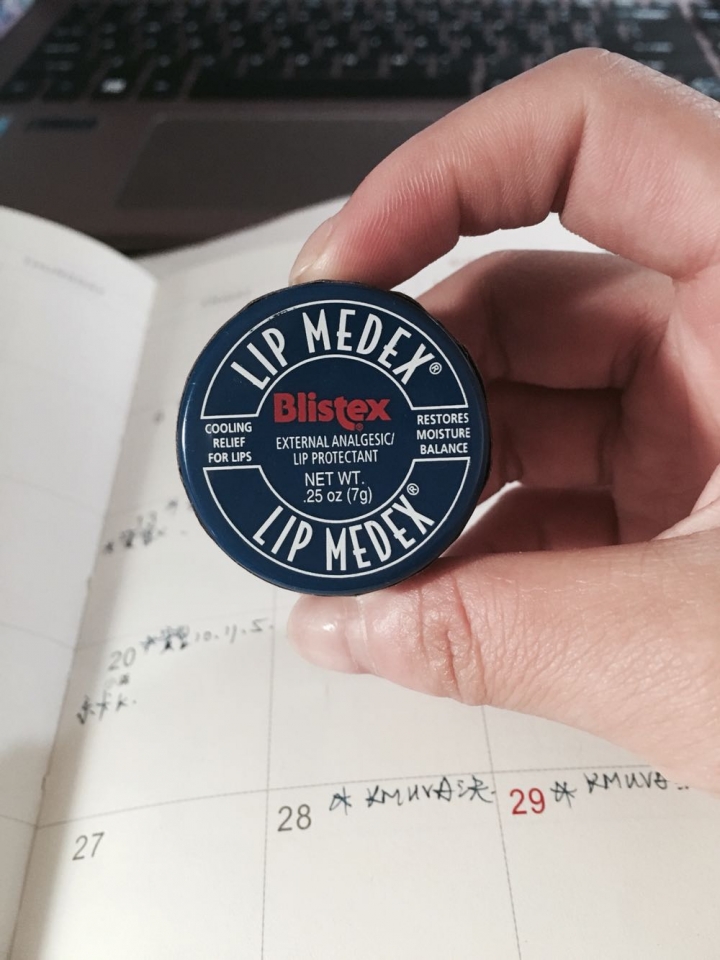 LIP MEDEX®
Blistex®
COOLING
RELIEF
FOR LIPS
EXTERNAL ANALGESIC/
LIP PROTECTANT
RESTORES
MOISTURE
BALANCE
NET WT.
.25 oz (7g)
LIP MEDEX®
20
27
28
29